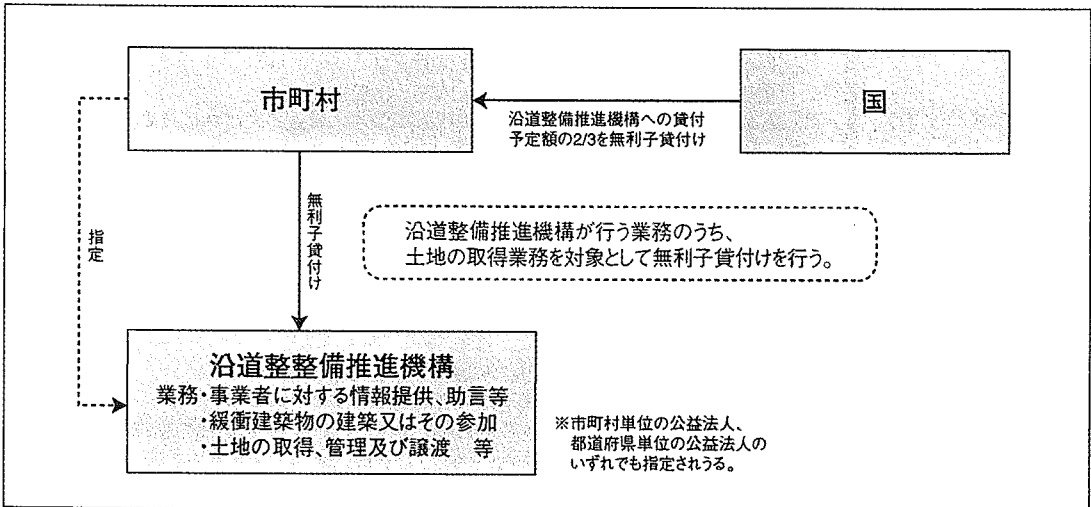 市町村
国
沿道整備推進機構への貸付
予定額の2/3を無利子貸付け
無利子貸付け
指定
沿道整備推進機構が行う業務のうち、
土地の取得業務を対象として無利子貸付けを行う。
沿道整整備推進機構
業務・事業者に対する情報提供、助言等
・緩衝建築物の建築又はその参加
・土地の取得、管理及び譲渡 等
※市町村単位の公益法人、
都道府県単位の公益法人の
いずれでも指定されうる。